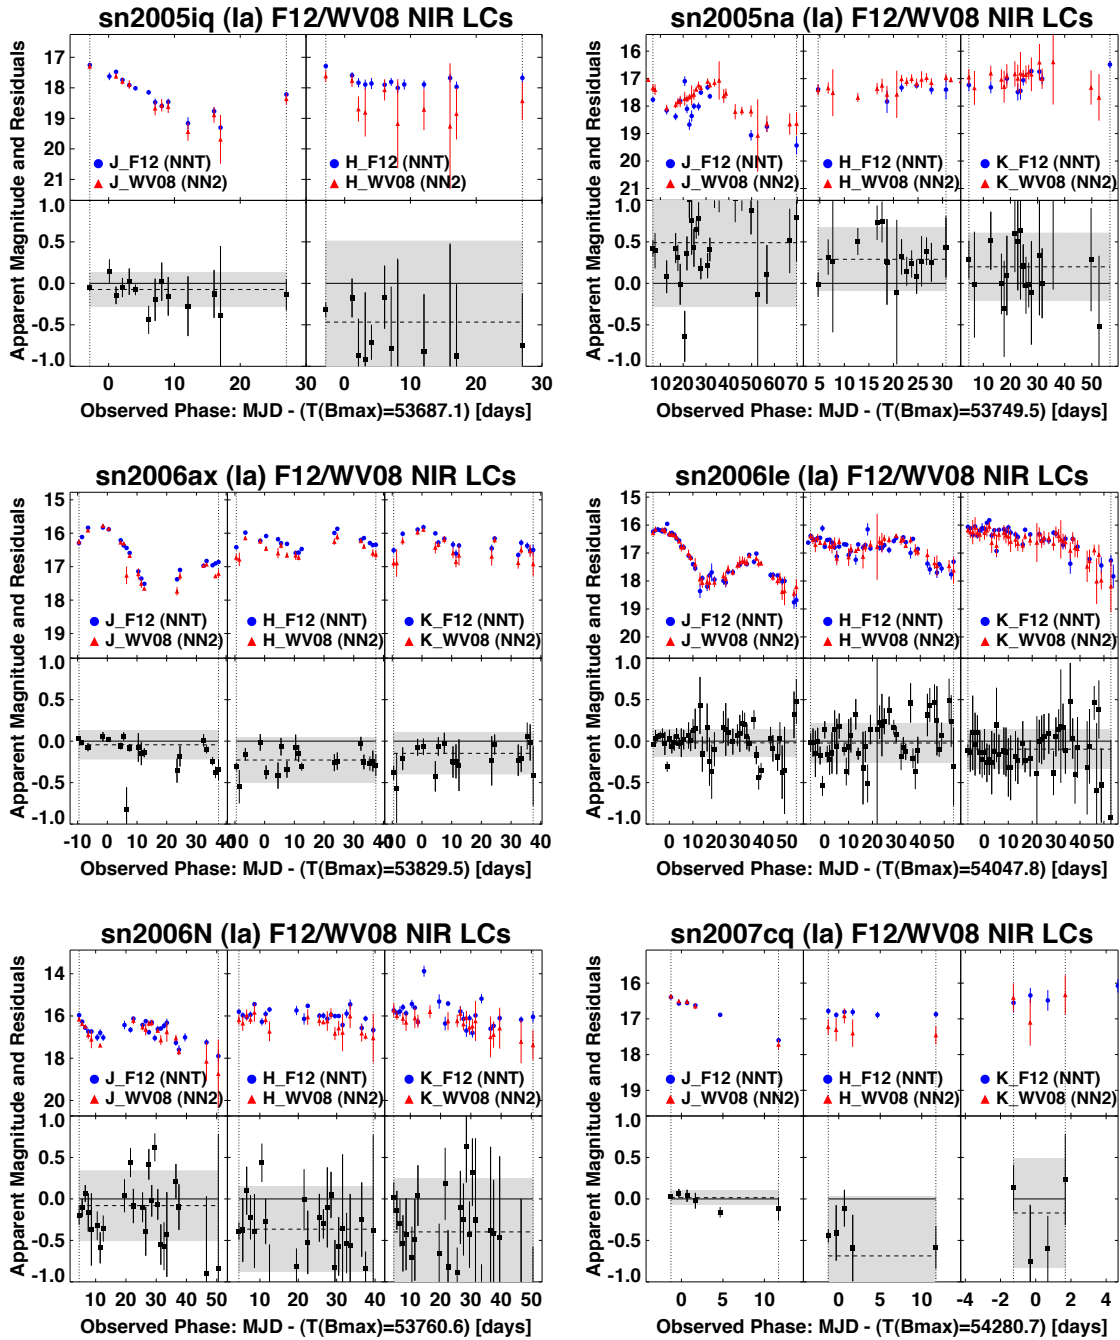 sn2005iq (Ia) F12/WV08 NIR LCs
Apparent Magnitude and Residuals
17
18
19
20
21
J_F12 (NNT)
J_WV08 (NN2)
H_F12 (NNT)
H_WV08 (NN2)
1.0
0.5
0.0
-0.5
-1.0
0 10 20 0 10 20 30
Observed Phase: MJD - (T(Bmax)=53687.1) [days]
sn2005na (Ia) F12/WV08 NIR LCs
Apparent Magnitude and Residuals
16
17
18
19
20
21
J_F12 (NNT)
J_WV08 (NN2)
H_F12 (NNT)
H_WV08 (NN2)
K_F12 (NNT)
K_WV08 (NN2)
1.0
0.5
0.0
-0.5
-1.0
10 20 30 40 50 60 70 5 10 15 20 25 30 0 20 40
Observed Phase: MJD - (T(Bmax)=53749.5) [days]
sn2006ax (Ia) F12/WV08 NIR LCs
Apparent Magnitude and Residuals
15
16
17
18
19
J_F12 (NNT)
J_WV08 (NN2)
H_F12 (NNT)
H_WV08 (NN2)
K_F12 (NNT)
K_WV08 (NN2)
1.0
0.5
0.0
-0.5
-1.0
-10 0 10 20 30 40 0 10 20 30 40 0 10 20 30 40
Observed Phase: MJD - (T(Bmax)=53829.5) [days]
sn2006le (Ia) F12/WV08 NIR LCs
Apparent Magnitude and Residuals
15
16
17
18
19
20
J_F12 (NNT)
J_WV08 (NN2)
H_F12 (NNT)
H_WV08 (NN2)
K_F12 (NNT)
K_WV08 (NN2)
1.0
0.5
0.0
-0.5
-1.0
0 10 20 30 40 50 0 10 20 30 40 50 0 10 20 30 40 50
Observed Phase: MJD - (T(Bmax)=54047.8) [days]
sn2006N (Ia) F12/WV08 NIR LCs
Apparent Magnitude and Residuals
14
16
18
20
J_F12 (NNT)
J_WV08 (NN2)
H_F12 (NNT)
H_WV08 (NN2)
K_F12 (NNT)
K_WV08 (NN2)
1.0
0.5
0.0
-0.5
-1.0
10 20 30 40 50 10 20 30 40 10 20 30 40 50
Observed Phase: MJD - (T(Bmax)=53760.6) [days]
sn2007cq (Ia) F12/WV08 NIR LCs
Apparent Magnitude and Residuals
16
17
18
19
J_F12 (NNT)
J_WV08 (NN2)
H_F12 (NNT)
H_WV08 (NN2)
K_F12 (NNT)
K_WV08 (NN2)
1.0
0.5
0.0
-0.5
-1.0
0 5 10 0 5 10 -4 -2 0 2 4
Observed Phase: MJD - (T(Bmax)=54280.7) [days]